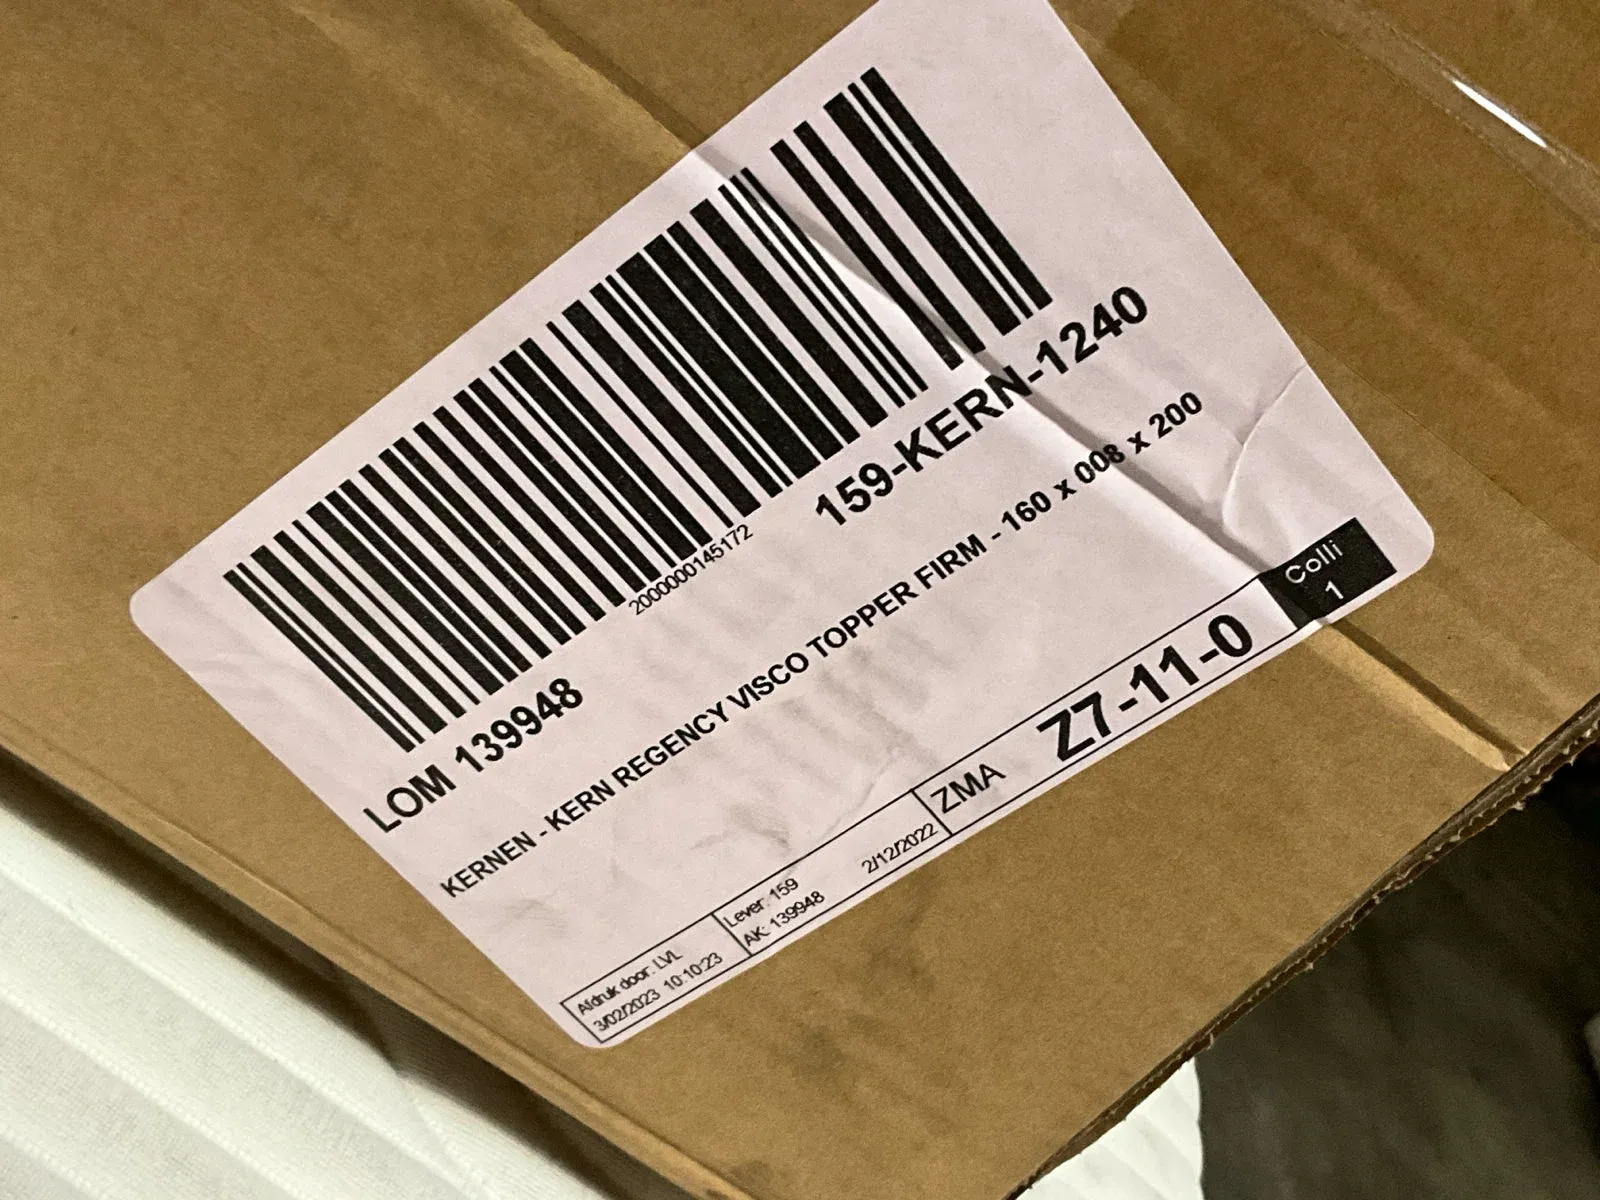 200000145172
LOM 139948 159-KERN-1240
KERNEN - KERN REGENCY VISCO TOPPER FIRM - 160 x 008 x 200
Colli
1
Afdruk door: LVL
3/02/2023 10:10:23
Lever: 159
AK: 139948 2/12/2022
ZMA Z7-11-0